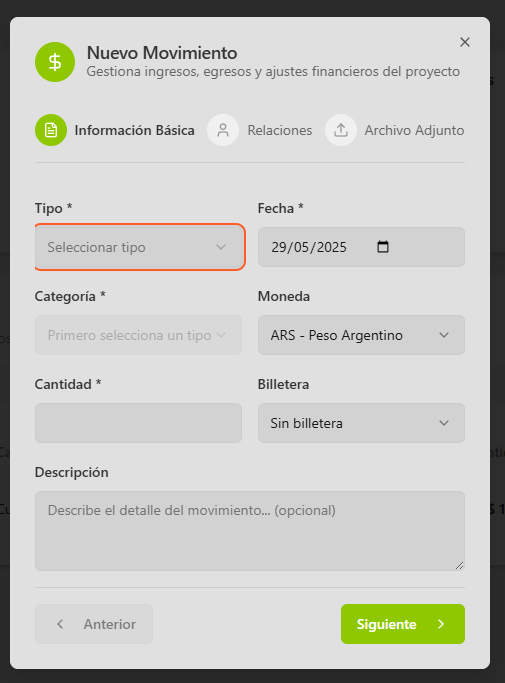 Nuevo Movimiento
Gestiona ingresos, egresos y ajustes financieros del proyecto
Información Básica Relaciones Archivo Adjunto
Tipo * Fecha *
Seleccionar tipo 29/05/2025
Categoría * Moneda
Primero selecciona un tipo ARS - Peso Argentino
Cantidad * Billetera
Sin billetera
Descripción
Describe el detalle del movimiento... (opcional)
Anterior Siguiente